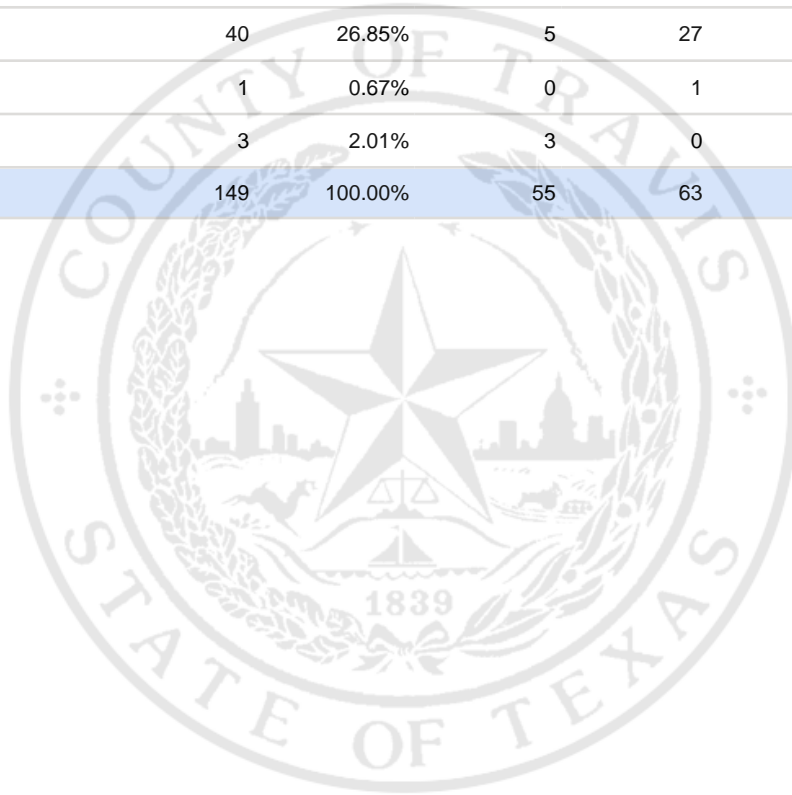 40 26.85% 5 27
1 0.67% 0 1
3 2.01% 3 0
149 100.00% 55 63
COUNTY OF TRAVIS
1839
STATE OF TEXAS